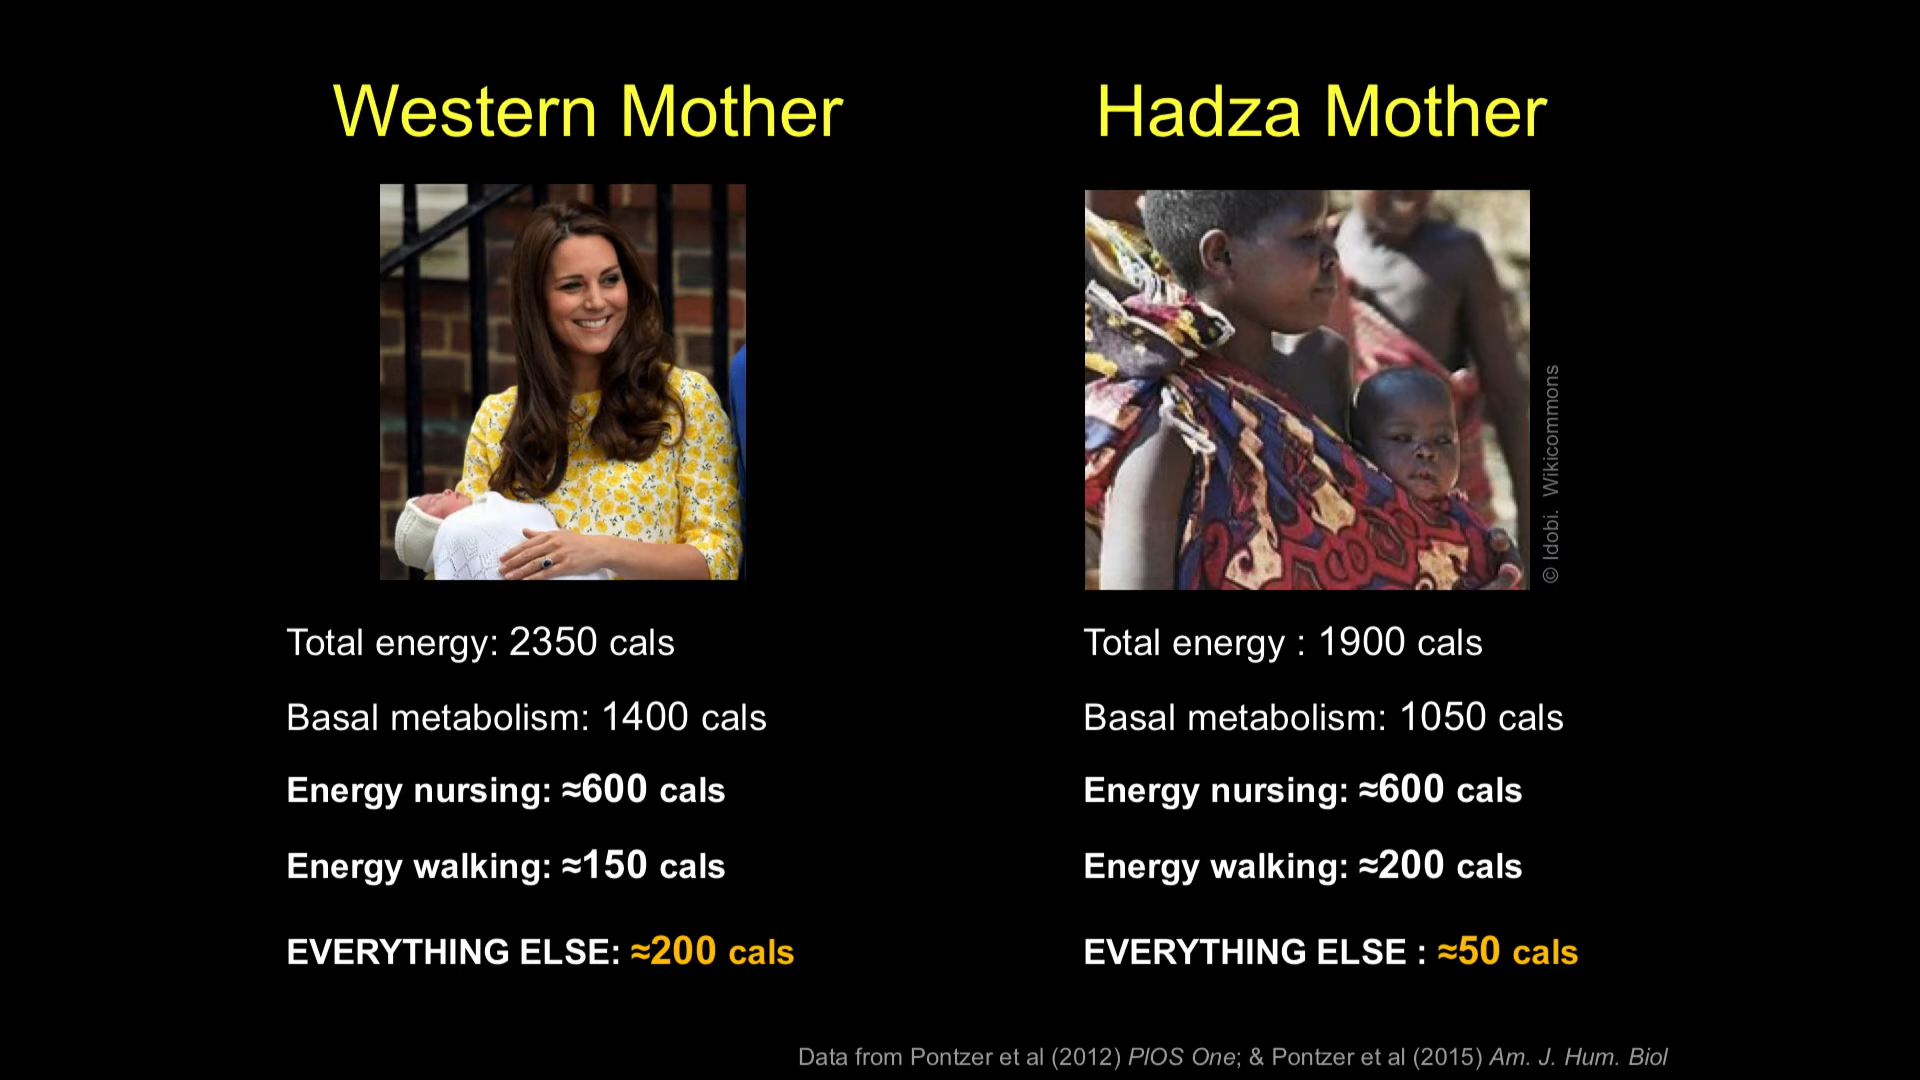 Western Mother
Hadza Mother
© Idobi. Wikicommons
Total energy: 2350 cals
Basal metabolism: 1400 cals
Energy nursing: ≈600 cals
Energy walking: ≈150 cals
EVERYTHING ELSE: ≈200 cals
Total energy : 1900 cals
Basal metabolism: 1050 cals
Energy nursing: ≈600 cals
Energy walking: ≈200 cals
EVERYTHING ELSE : ≈50 cals
Data from Pontzer et al (2012) PlOS One; & Pontzer et al (2015) Am. J. Hum. Biol